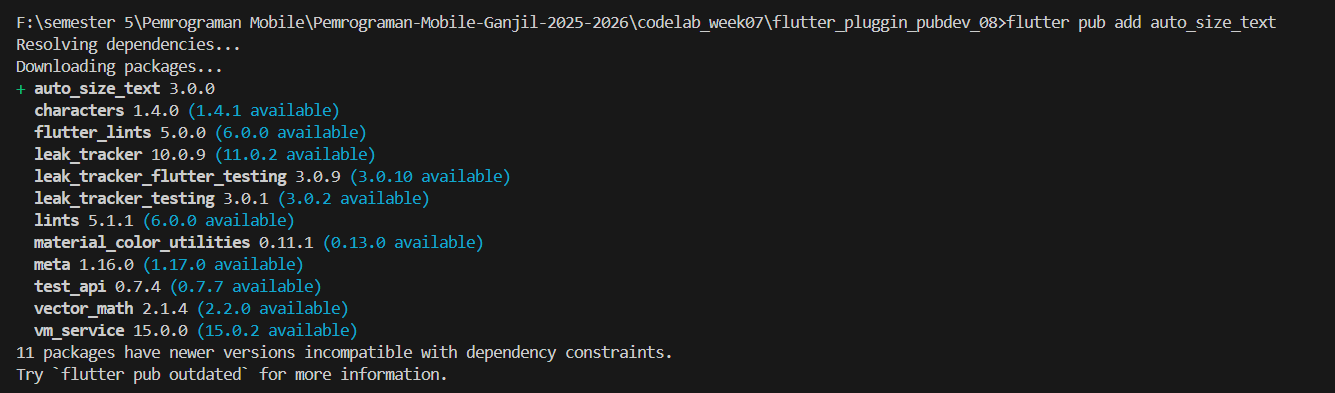 F:\semester 5\Pemrograman Mobile\Pemrograman-Mobile-Ganjil-2025-2026\codelab_week07\flutter_pluggin_pubdev_08>flutter pub add auto_size_text
Resolving dependencies...
Downloading packages...
+ auto_size_text 3.0.0
characters 1.4.0 (1.4.1 available)
flutter_lints 5.0.0 (6.0.0 available)
leak_tracker 10.0.9 (11.0.2 available)
leak_tracker_flutter_testing 3.0.9 (3.0.10 available)
leak_tracker_testing 3.0.1 (3.0.2 available)
lints 5.1.1 (6.0.0 available)
material_color_utilities 0.11.1 (0.13.0 available)
meta 1.16.0 (1.17.0 available)
test_api 0.7.4 (0.7.7 available)
vector_math 2.1.4 (2.2.0 available)
vm_service 15.0.0 (15.0.2 available)
11 packages have newer versions incompatible with dependency constraints.
Try `flutter pub outdated` for more information.